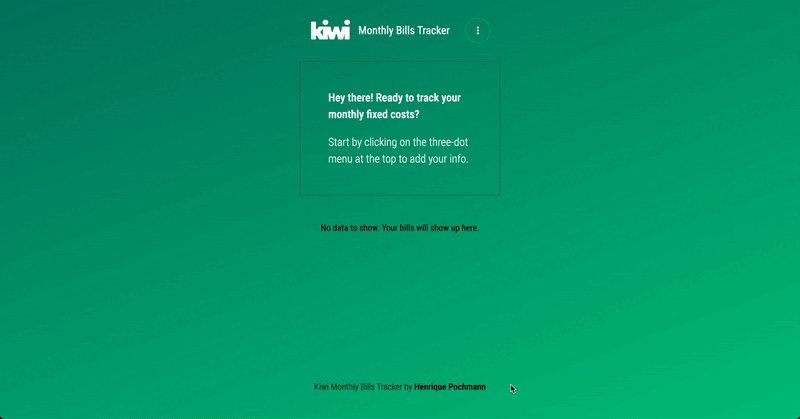 kiwi Monthly Bills Tracker
Hey there! Ready to track your
monthly fixed costs?
Start by clicking on the three-dot
menu at the top to add your info.
No data to show. Your bills will show up here.
Kiwi Monthly Bills Tracker by Henrique Pochmann